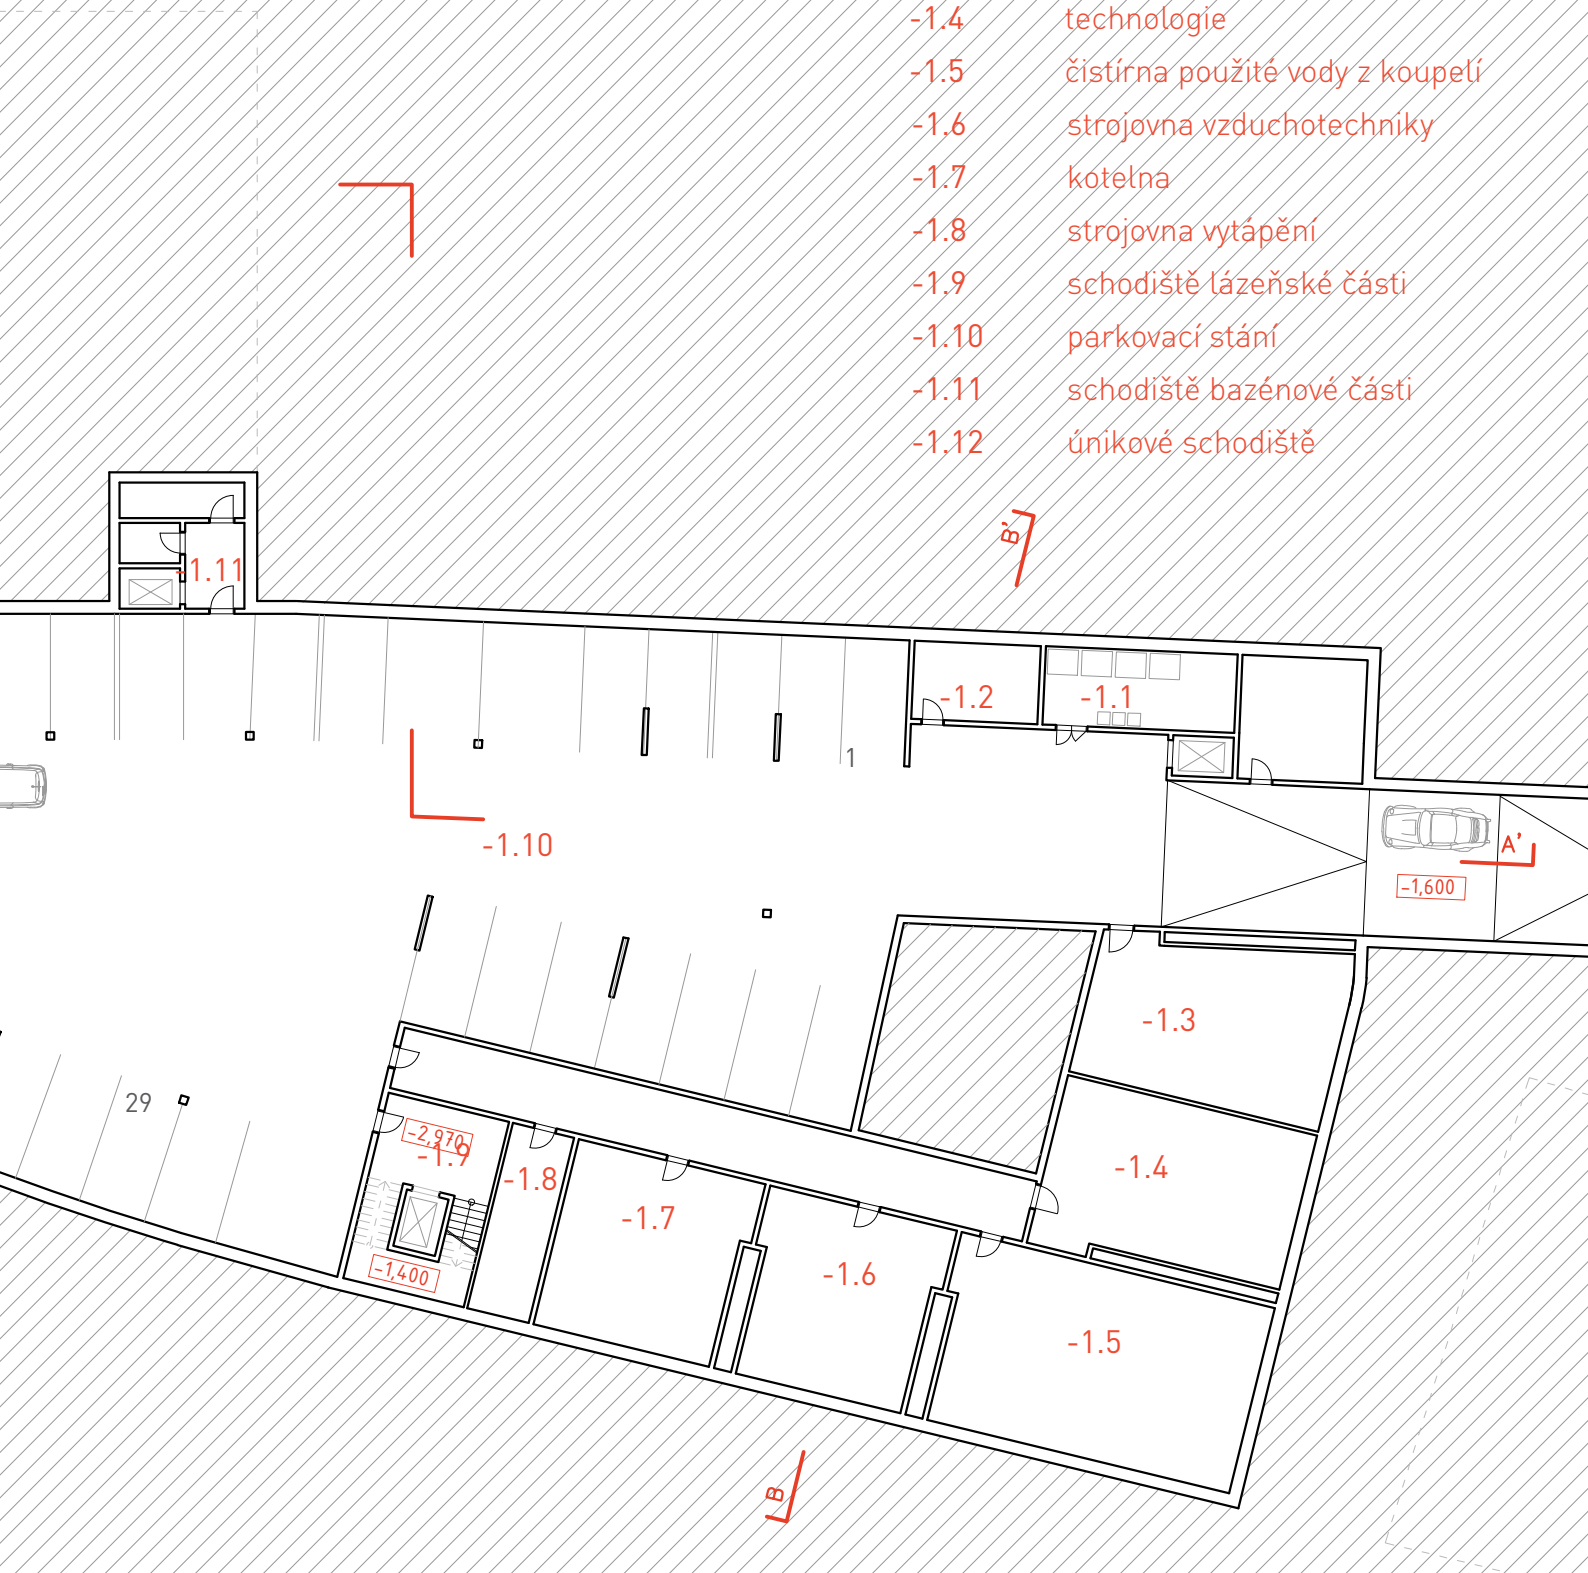 -1.4 technologie
-1.5 čistírna použité vody z koupelí
-1.6 strojovna vzduchotechniky
-1.7 kotelna
-1.8 strojovna vytápění
-1.9 schodiště lázeňské části
-1.10 parkovací stání
-1.11 schodiště bazénové části
-1.12 únikové schodiště
B'
-1.11
-1.2
-1.1
1
-1.10
A'
-1,600
-1.3
29
-2,970
-1.9
-1.8
-1.4
-1.7
-1,400
-1.6
-1.5
B